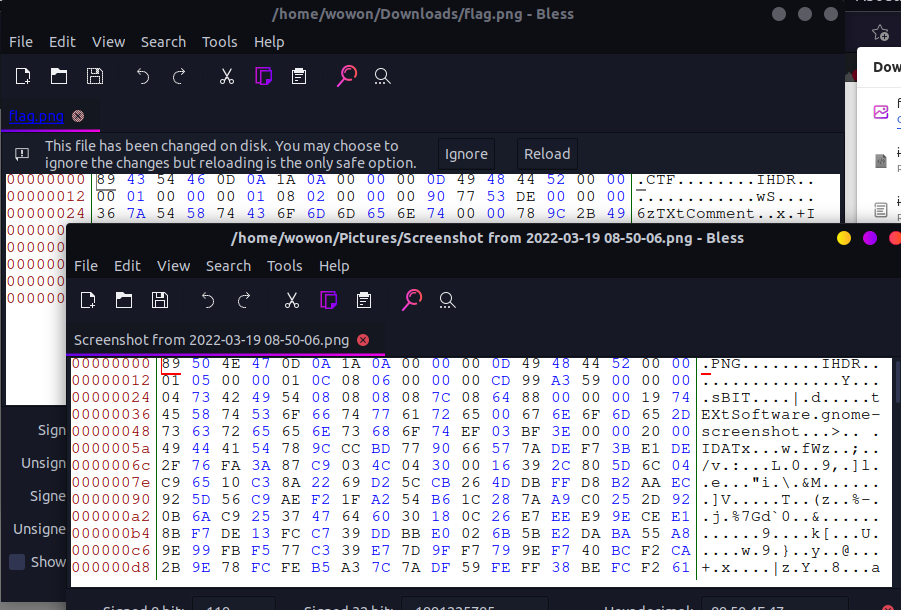 /home/wowon/Downloads/flag.png - Bless
File Edit View Search Tools Help
flag.png
This file has been changed on disk. You may choose to
ignore the changes but reloading is the only safe option.
Ignore
Reload
00000000 89 43 54 46 0D 0A 1A 0A 00 00 00 0D 49 48 44 52 00 00 .CTF........IHDR..
00000012 00 01 00 00 00 01 08 02 00 00 00 90 77 53 DE 00 00 00 ............wS....
00000024 36 7A 54 58 74 43 6F 6D 6D 65 6E 74 00 00 78 9C 2B 49 6zTXtComment..x.+I
Dow
/home/wowon/Pictures/Screenshot from 2022-03-19 08-50-06.png - Bless
File Edit View Search Tools Help
Screenshot from 2022-03-19 08-50-06.png
00000000 89 50 4E 47 0D 0A 1A 0A 00 00 00 0D 49 48 44 52 00 00 .PNG........IHDR..
00000012 01 05 00 00 01 0C 08 06 00 00 00 CD 99 A3 59 00 00 00 ..............Y...
00000024 04 73 42 49 54 08 08 08 08 7C 08 64 88 00 00 00 19 74 .sBIT....|.d.....t
00000036 45 58 74 53 6F 66 74 77 61 72 65 00 67 6E 6F 6D 65 2D EXtSoftware.gnome-
00000048 73 63 72 65 65 6E 73 68 6F 74 EF 03 BF 3E 00 00 20 00 screenshot...>.. .
0000005a 49 44 41 54 78 9C CC BD 77 90 66 57 7A DE F7 3B E1 DE IDATx...w.fWz..;..
0000006c 2F 76 FA 3A 87 C9 03 4C 04 30 00 16 39 2C 80 5D 6C 04 /v.:...L.0..9,.]l.
0000007e C9 65 10 C3 8A 22 69 D2 5C CB 26 4D DB FF D8 B2 AA EC .e..."i.\.&M......
00000090 92 5D 56 C9 AE F2 1F A2 54 B6 1C 28 7A A9 C0 25 2D 92 .]V.....T..(z..%-.
000000a2 0B 6A C9 25 37 47 64 60 30 18 0C 26 E7 EE E9 9E CE E1 .j.%7Gd`0..&......
000000b4 8B F7 DE 13 FC C7 39 DD BB E0 02 6B 5B E2 DA BA 55 A8 ......9....k[...U.
000000c6 9E 99 FB F5 77 C3 39 E7 7D 9F F7 79 9E F7 40 BC F2 CA ....w.9.}..y..@...
000000d8 2B 9E 78 FC FE B5 A3 7C 7A DF 59 FE FF 38 BE FC F2 61 +.x....|z.Y..8...a
Sign
Unsign
Signe
Unsigne
Show